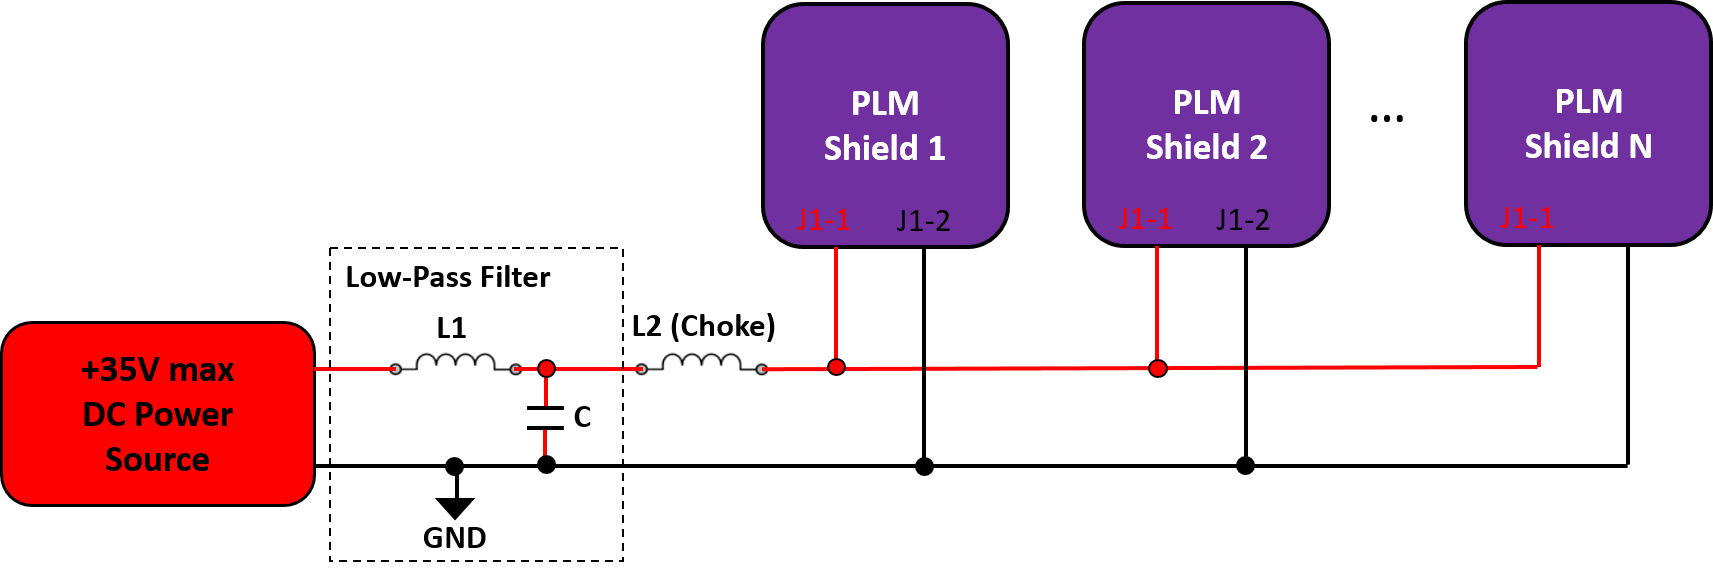 PLM
Shield 1
J1-1
J1-2
PLM
Shield 2
J1-1
J1-2
...
PLM
Shield N
J1-1
Low-Pass Filter
L1
L2 (Choke)
C
GND
+35V max
DC Power
Source